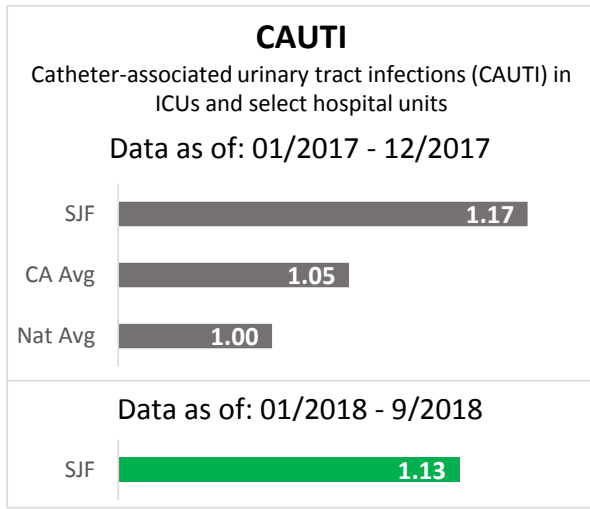 CAUTI
Catheter-associated urinary tract infections (CAUTI) in
ICUs and select hospital units
Data as of: 01/2017 - 12/2017
SJF 1.17
CA Avg 1.05
Nat Avg 1.00
Data as of: 01/2018 - 9/2018
SJF 1.13